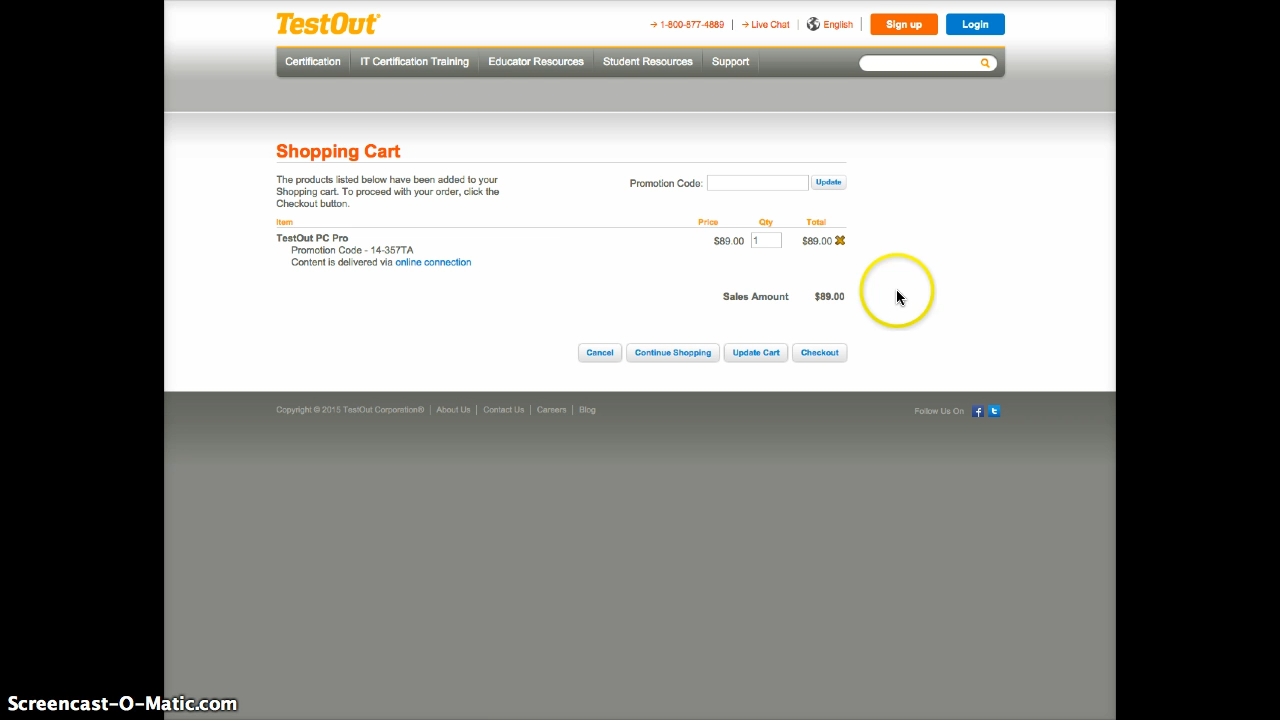 TestOut
1-800-877-4889 | Live Chat | English | Sign up Login
Certification IT Certification Training Educator Resources Student Resources Support
Shopping Cart
The products listed below have been added to your
Shopping cart. To proceed with your order, click the
Checkout button.
Promotion Code: Update
Item Price Qty Total
TestOut PC Pro $89.00 1 $89.00
Promotion Code - 14-357TA
Content is delivered via online connection
Sales Amount $89.00
Cancel Continue Shopping Update Cart Checkout
Copyright © 2015 TestOut Corporation® | About Us | Contact Us | Careers | Blog Follow Us On
Screencast-O-Matic.com